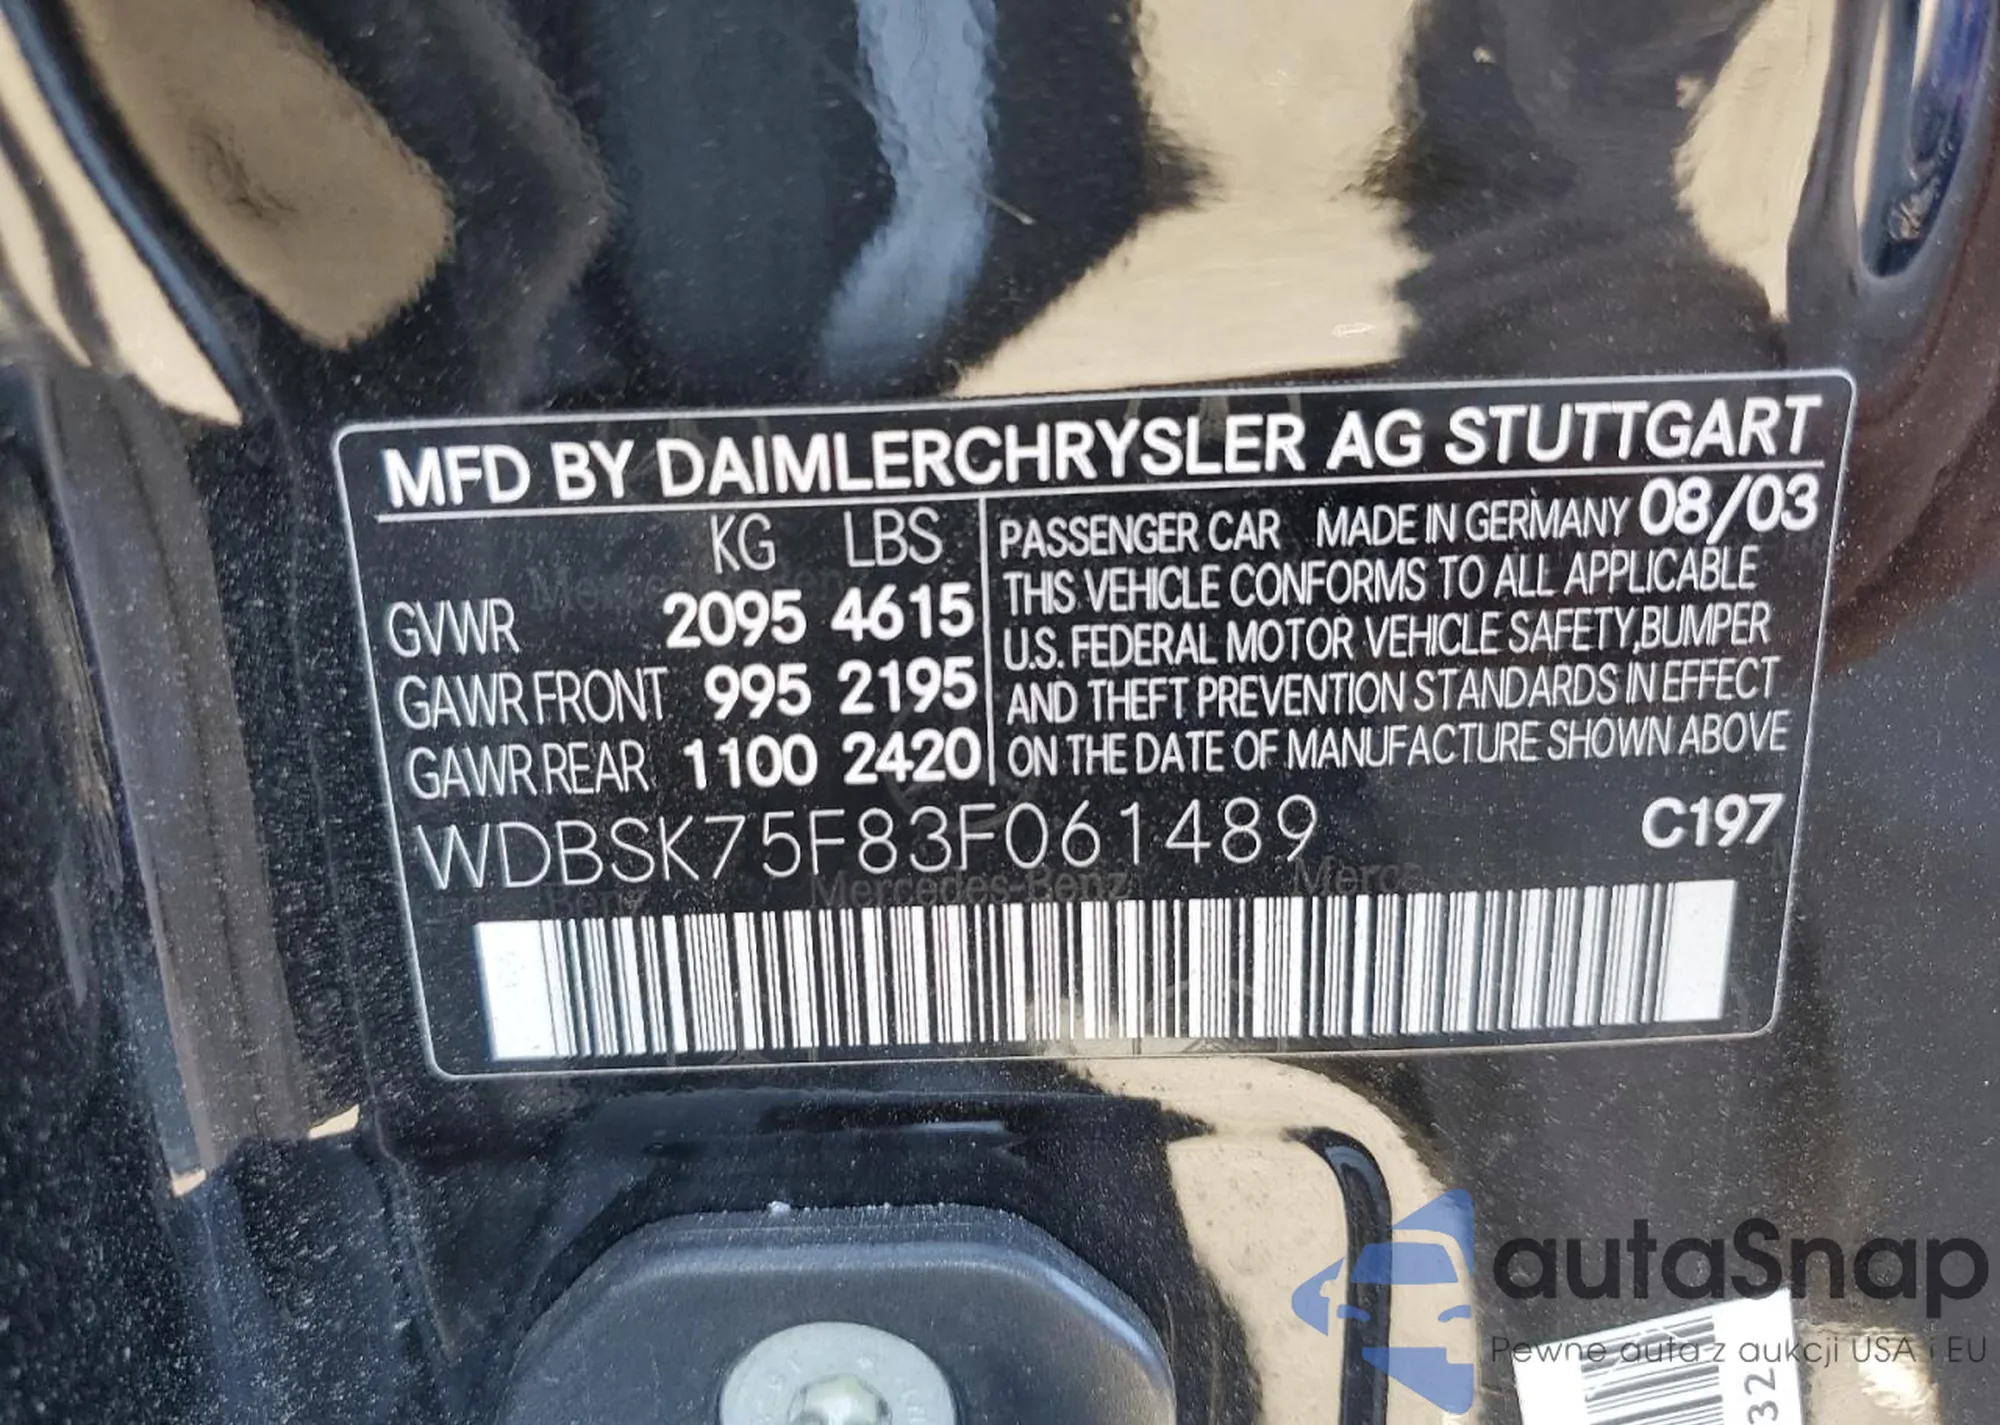 MFD BY DAIMLERCHRYSLER AG STUTTGART
KG LBS
GVWR 2095 4615
GAWR FRONT 995 2195
GAWR REAR 1100 2420
PASSENGER CAR MADE IN GERMANY 08/03
THIS VEHICLE CONFORMS TO ALL APPLICABLE
U.S. FEDERAL MOTOR VEHICLE SAFETY,BUMPER
AND THEFT PREVENTION STANDARDS IN EFFECT
ON THE DATE OF MANUFACTURE SHOWN ABOVE
WDBSK75F83F061489 C197
Mercedes-Benz
autaSnap
Pewne auta z aukcji USA i EU
32